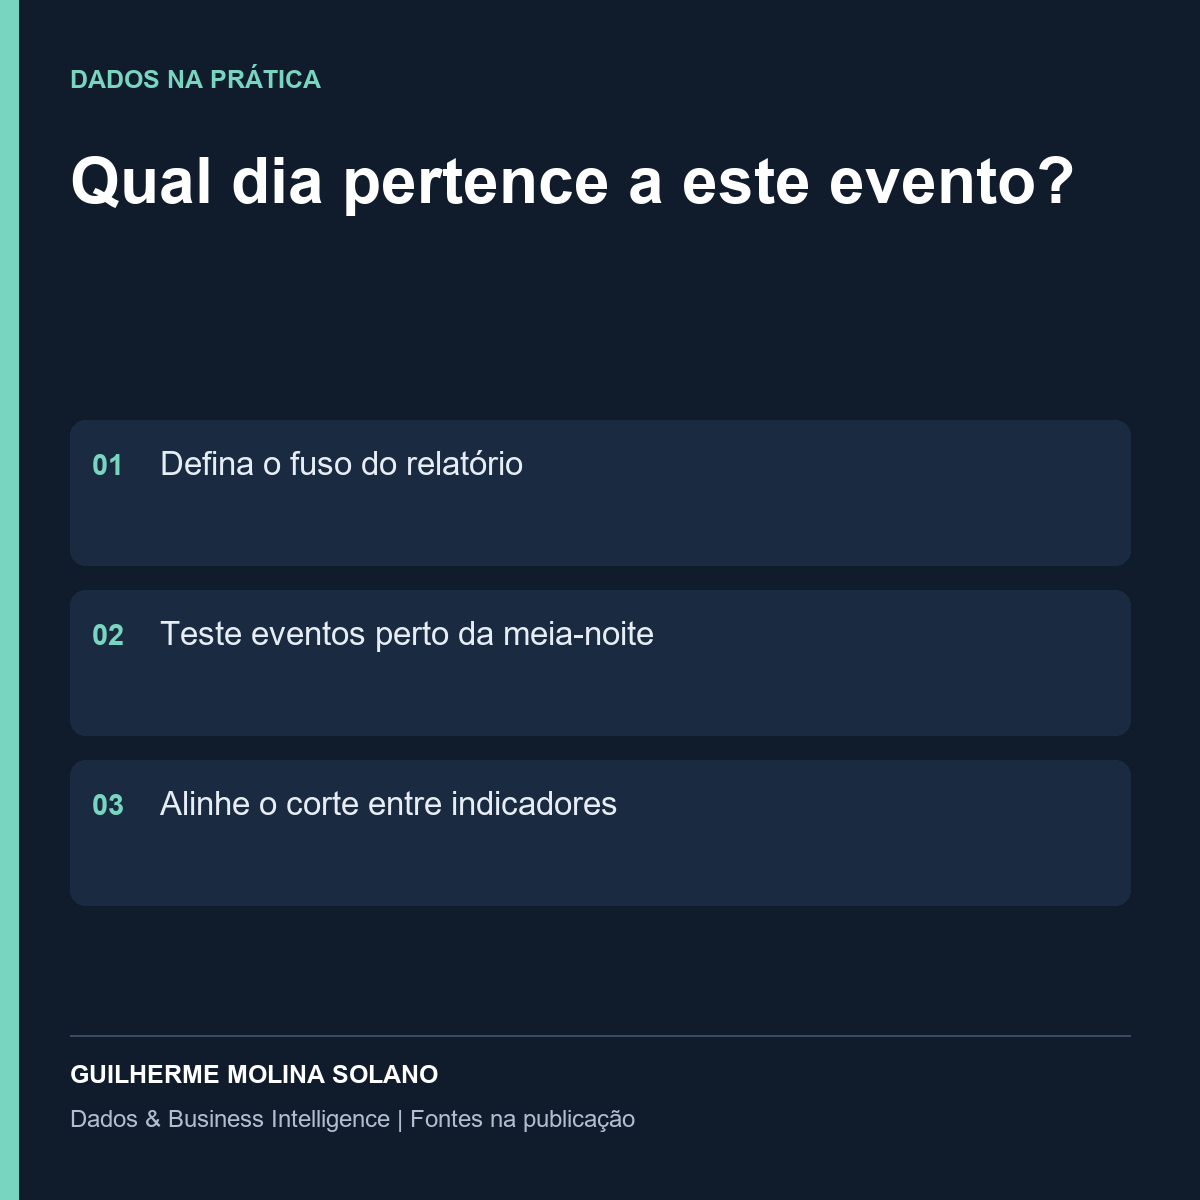 DADOS NA PRÁTICA
Qual dia pertence a este evento?
01 Defina o fuso do relatório
02 Teste eventos perto da meia-noite
03 Alinhe o corte entre indicadores
GUILHERME MOLINA SOLANO
Dados & Business Intelligence | Fontes na publicação